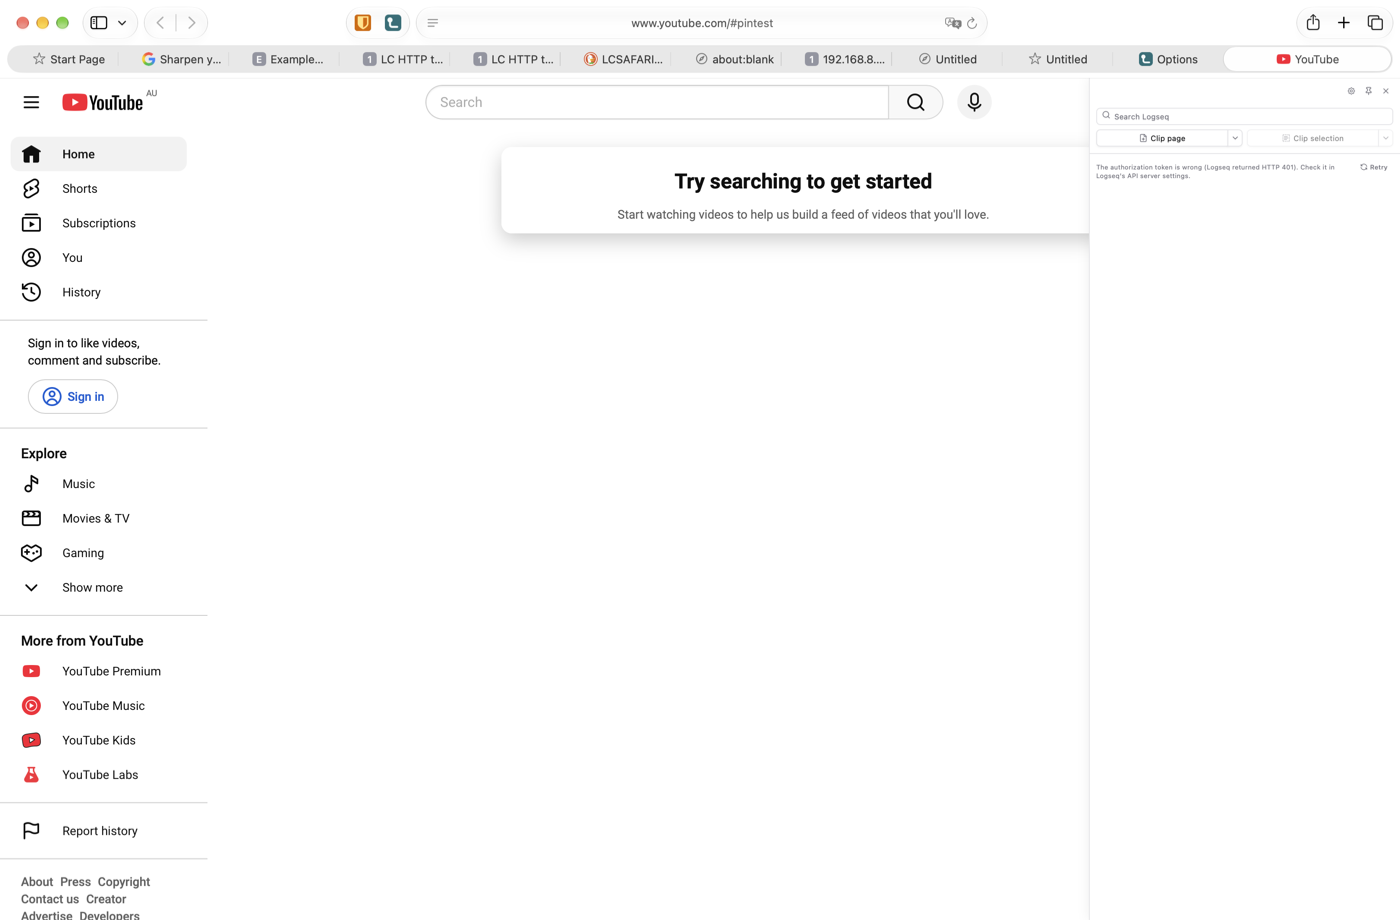 www.youtube.com/#pintest
Start Page
Sharpen y...
E Example...
1 LC HTTP t...
1 LC HTTP t...
LCSAFARI...
about:blank
1 192.168.8....
Untitled
Untitled
Options
YouTube
YouTube AU
Search
Home
Shorts
Subscriptions
You
History
Sign in to like videos,
comment and subscribe.
Sign in
Explore
Music
Movies & TV
Gaming
Show more
More from YouTube
YouTube Premium
YouTube Music
YouTube Kids
YouTube Labs
Report history
About Press Copyright
Contact us Creator
Advertise Developers
Try searching to get started
Start watching videos to help us build a feed of videos that you'll love.
Search Logseq
Clip page
Clip selection
The authorization token is wrong (Logseq returned HTTP 401). Check it in
Logseq's API server settings.
Retry